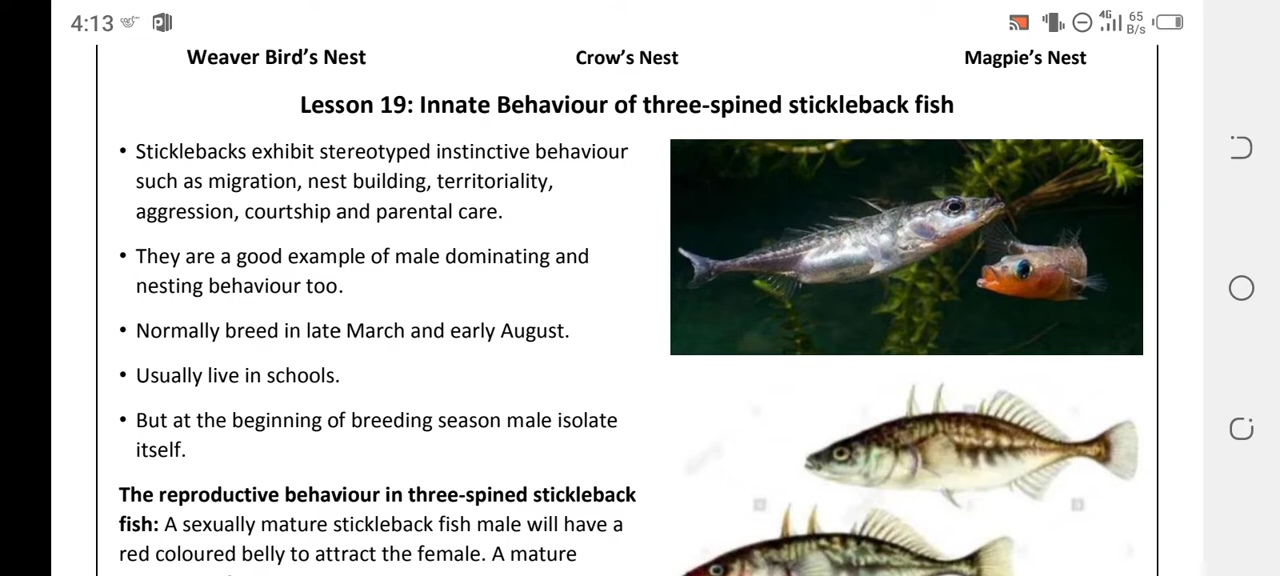 4:13
4G 65 B/s
Weaver Bird's Nest Crow's Nest Magpie's Nest
Lesson 19: Innate Behaviour of three-spined stickleback fish
• Sticklebacks exhibit stereotyped instinctive behaviour
such as migration, nest building, territoriality,
aggression, courtship and parental care.
• They are a good example of male dominating and
nesting behaviour too.
• Normally breed in late March and early August.
• Usually live in schools.
• But at the beginning of breeding season male isolate
itself.
The reproductive behaviour in three-spined stickleback
fish: A sexually mature stickleback fish male will have a
red coloured belly to attract the female. A mature